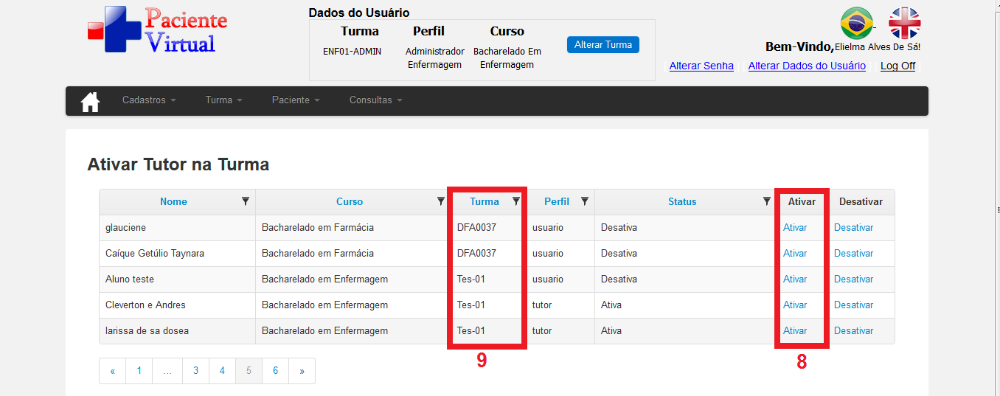 Paciente
Virtual
Dados do Usuário
Turma Perfil Curso
ENF01-ADMIN Administrador Enfermagem Bacharelado Em Enfermagem
Alterar Turma
Bem-Vindo,Elielma Alves De Sá!
| Alterar Senha | | Alterar Dados do Usuário | | Log Off |
Cadastros Turma Paciente Consultas
Ativar Tutor na Turma
Nome Curso Turma Perfil Status Ativar Desativar
glauciene Bacharelado em Farmácia DFA0037 usuario Desativa Ativar Desativar
Caíque Getúlio Taynara Bacharelado em Farmácia DFA0037 usuario Desativa Ativar Desativar
Aluno teste Bacharelado em Enfermagem Tes-01 usuario Desativa Ativar Desativar
Cleverton e Andres Bacharelado em Enfermagem Tes-01 tutor Ativa Ativar Desativar
larissa de sa dosea Bacharelado em Enfermagem Tes-01 tutor Ativa Ativar Desativar
9 8
« 1 ... 3 4 5 6 »